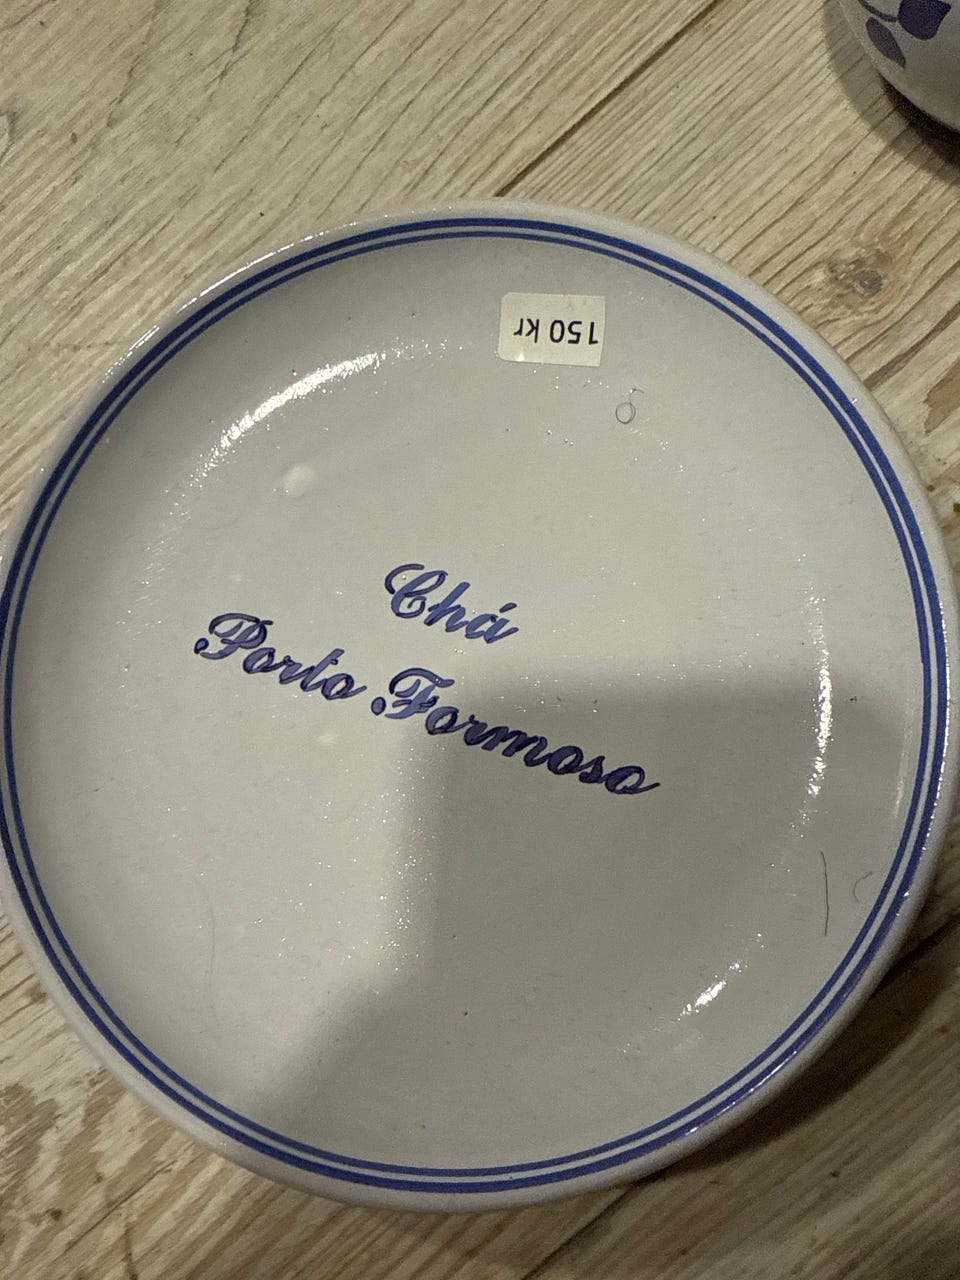 150 kr
Chá
Porto Formoso